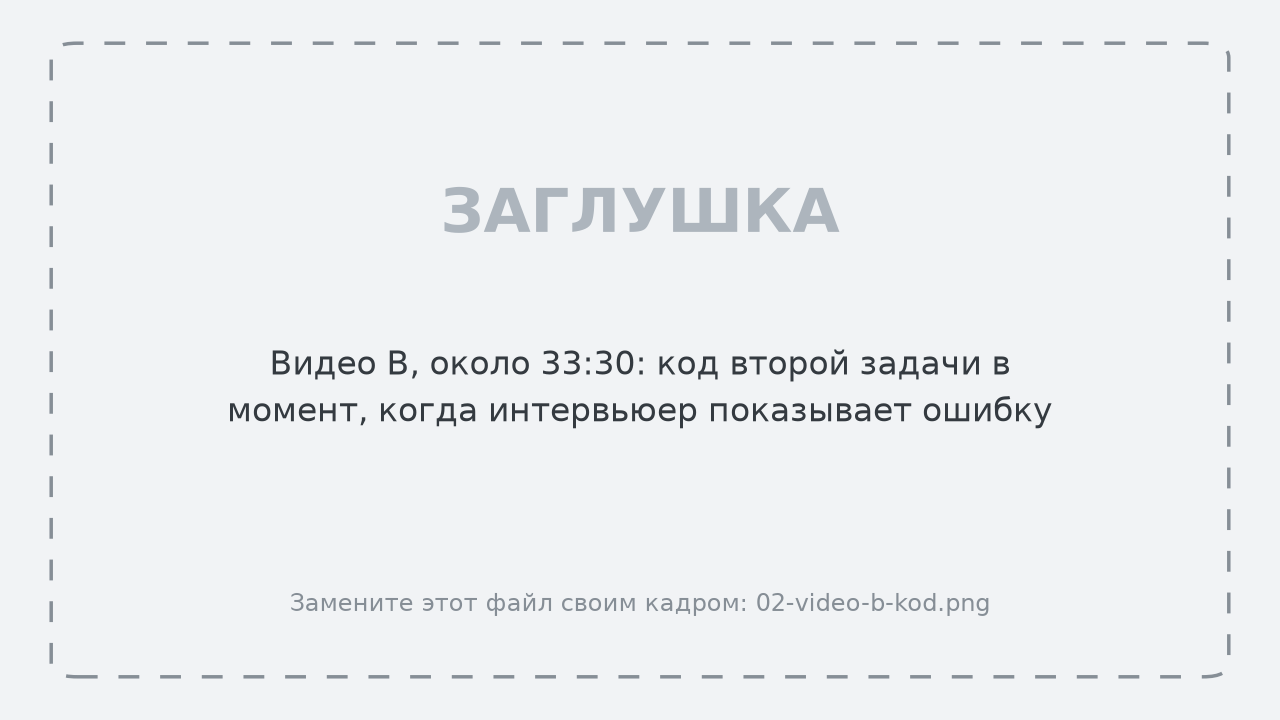 ЗАГЛУШКА
Видео B, около 33:30: код второй задачи в
момент, когда интервьюер показывает ошибку
Замените этот файл своим кадром: 02-video-b-kod.png